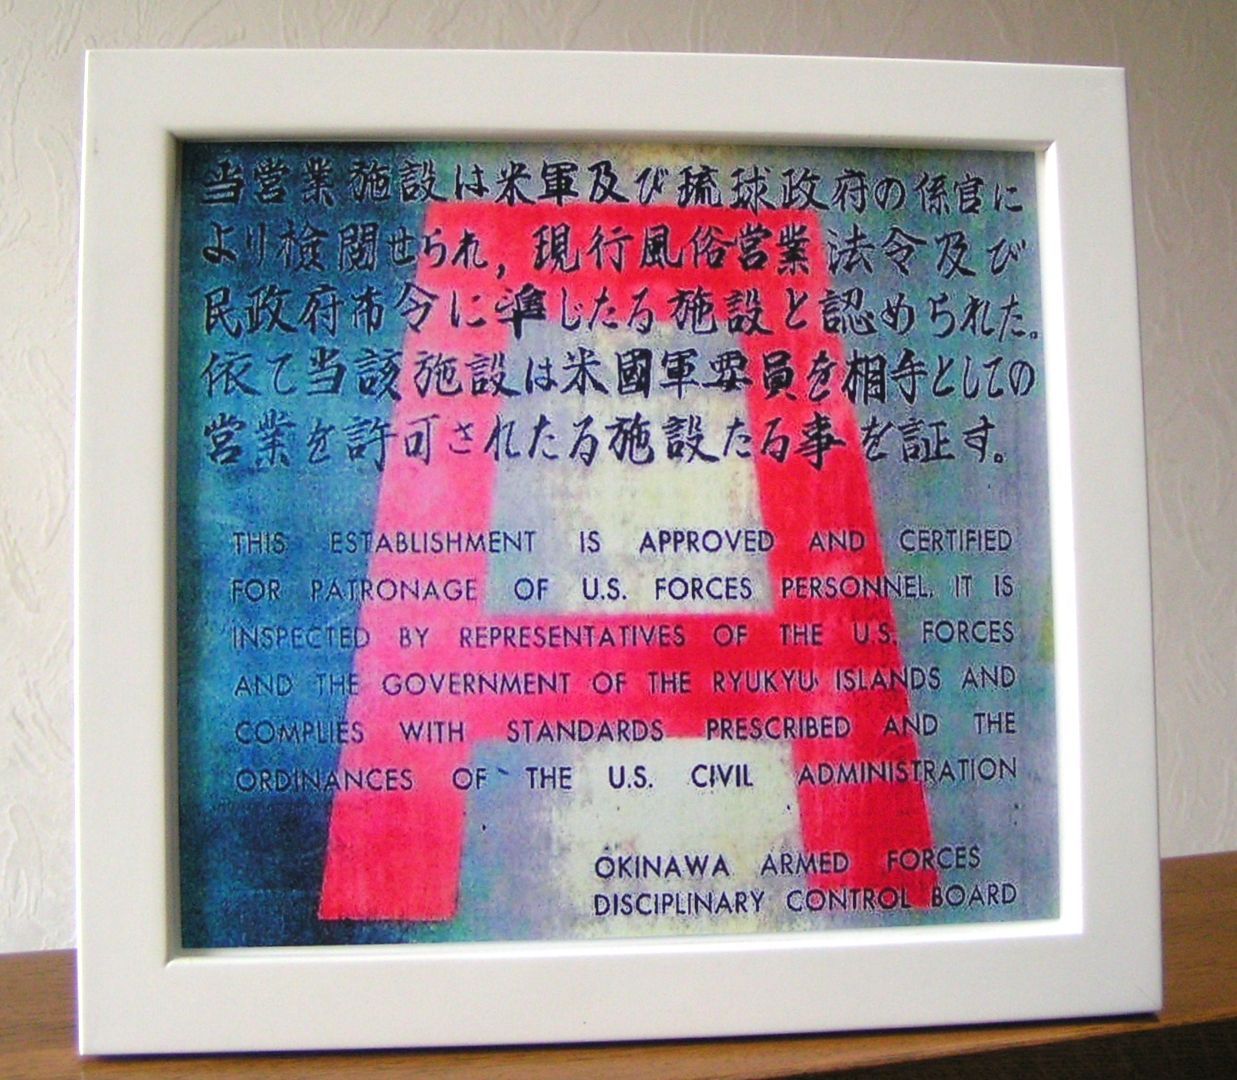 当営業施設は米軍及び琉球政府の係官に
より検閲せられ，現行風俗営業法令及び
民政府布令に準じたる施設と認められた。
依て当該施設は米國軍要員を相手としての
営業を許可されたる施設たる事を証す。
THIS ESTABLISHMENT IS APPROVED AND CERTIFIED
FOR PATRONAGE OF U.S. FORCES PERSONNEL. IT IS
INSPECTED BY REPRESENTATIVES OF THE U.S. FORCES
AND THE GOVERNMENT OF THE RYUKYU ISLANDS AND
COMPLIES WITH STANDARDS PRESCRIBED AND THE
ORDINANCES OF THE U.S. CIVIL ADMINISTRATION
OKINAWA ARMED FORCES
DISCIPLINARY CONTROL BOARD
A